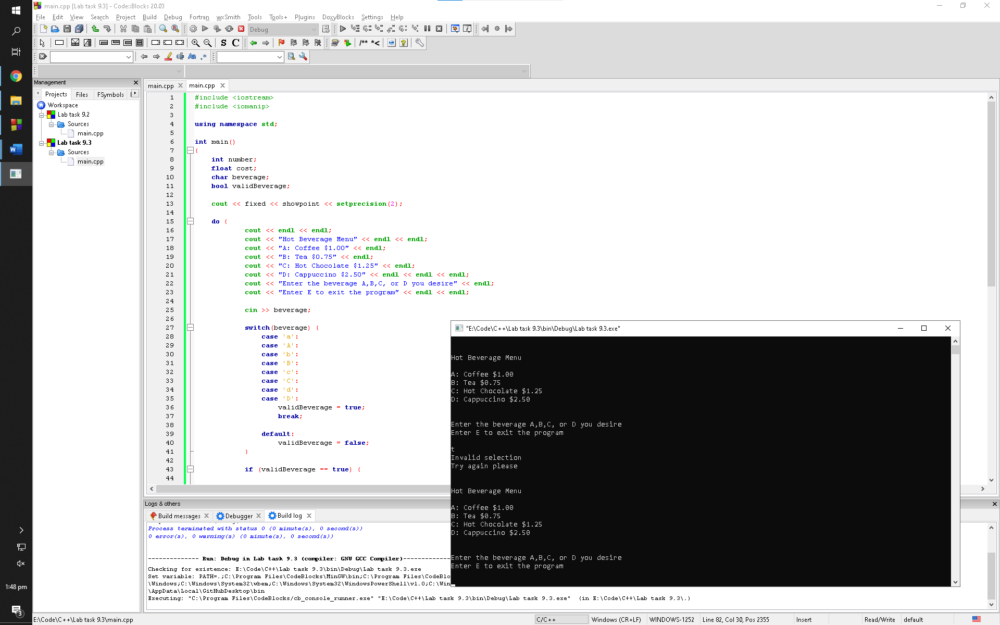 main.cpp [Lab task 9.3] - Code::Blocks 20.03
File Edit View Search Project Build Debug Fortran wxSmith Tools Tools+ Plugins DoxyBlocks Settings Help
Debug
S C
/** *<
Aa .*
Management
Projects Files FSymbols
Workspace
Lab task 9.2
Sources
main.cpp
Lab task 9.3
Sources
main.cpp
main.cpp main.cpp
1 #include <iostream>
2 #include <iomanip>
3
4 using namespace std;
5
6 int main()
7 {
8 int number;
9 float cost;
10 char beverage;
11 bool validBeverage;
12
13 cout << fixed << showpoint << setprecision(2);
14
15 do {
16 cout << endl << endl;
17 cout << "Hot Beverage Menu" << endl << endl;
18 cout << "A: Coffee $1.00" << endl;
19 cout << "B: Tea $0.75" << endl;
20 cout << "C: Hot Chocolate $1.25" << endl;
21 cout << "D: Cappuccino $2.50" << endl << endl << endl;
22 cout << "Enter the beverage A,B,C, or D you desire" << endl;
23 cout << "Enter E to exit the program" << endl << endl;
24
25 cin >> beverage;
26
27 switch(beverage) {
28 case 'a':
29 case 'A':
30 case 'b':
31 case 'B':
32 case 'c':
33 case 'C':
34 case 'd':
35 case 'D':
36 validBeverage = true;
37 break;
38
39 default:
40 validBeverage = false;
41 }
42
43 if (validBeverage == true) {
44
"E:\Code\C++\Lab task 9.3\bin\Debug\Lab task 9.3.exe"
Hot Beverage Menu
A: Coffee $1.00
B: Tea $0.75
C: Hot Chocolate $1.25
D: Cappuccino $2.50
Enter the beverage A,B,C, or D you desire
Enter E to exit the program
t
Invalid selection
Try again please
Hot Beverage Menu
A: Coffee $1.00
B: Tea $0.75
C: Hot Chocolate $1.25
D: Cappuccino $2.50
Enter the beverage A,B,C, or D you desire
Enter E to exit the program
Logs & others
Build messages Debugger Build log
Process terminated with status 0 (0 minute(s), 0 second(s))
0 error(s), 0 warning(s) (0 minute(s), 0 second(s))
-------------- Run: Debug in Lab task 9.3 (compiler: GNU GCC Compiler)-------------
Checking for existence: E:\Code\C++\Lab task 9.3\bin\Debug\Lab task 9.3.exe
Set variable: PATH=.;C:\Program Files\CodeBlocks\MinGW\bin;C:\Program Files\CodeBlo
\Windows;C:\Windows\System32\wbem;C:\Windows\System32\WindowsPowerShell\v1.0;C:\Win
\AppData\Local\GitHubDesktop\bin
Executing: "C:\Program Files\CodeBlocks/cb_console_runner.exe" "E:\Code\C++\Lab task 9.3\bin\Debug\Lab task 9.3.exe" (in E:\Code\C++\Lab task 9.3\.)
1:48 pm
3
E:\Code\C++\Lab task 9.3\main.cpp C/C++ Windows (CR+LF) WINDOWS-1252 Line 82, Col 30, Pos 2355 Insert Read/Write default